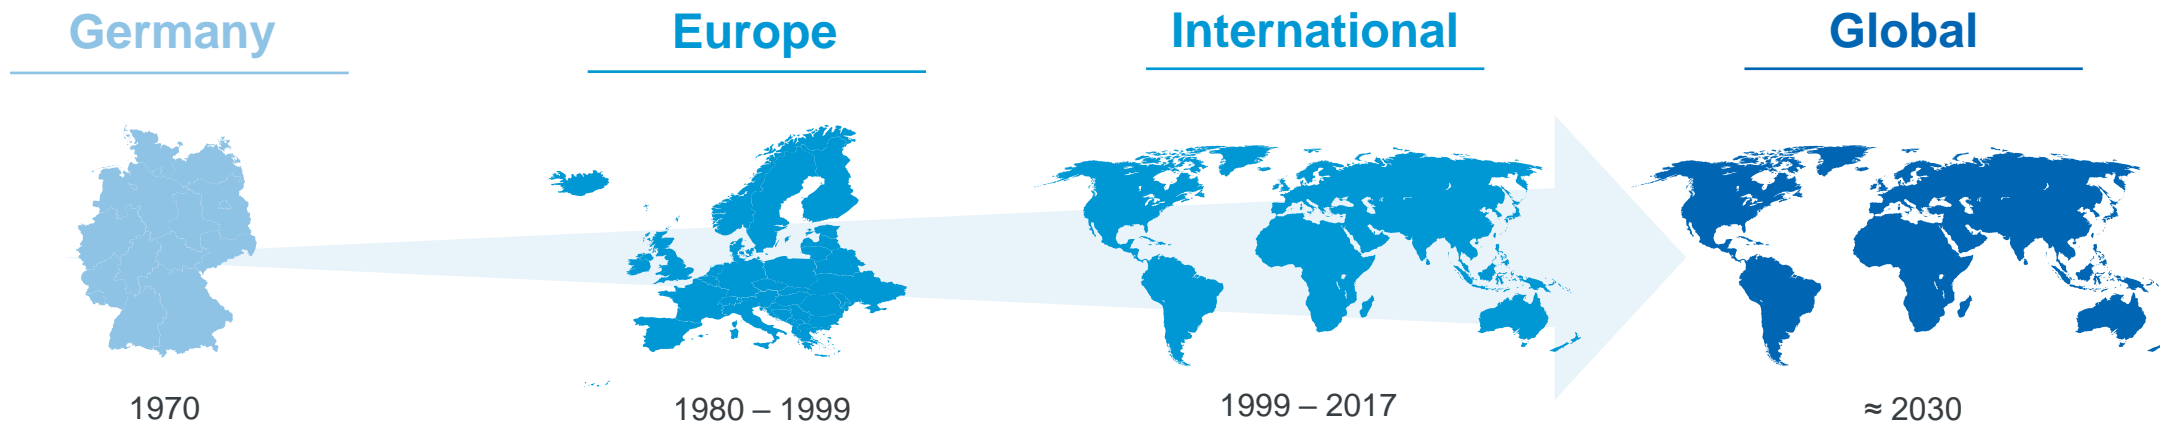 Germany
Europe
International
Global
1970
1980 – 1999
1999 – 2017
≈ 2030